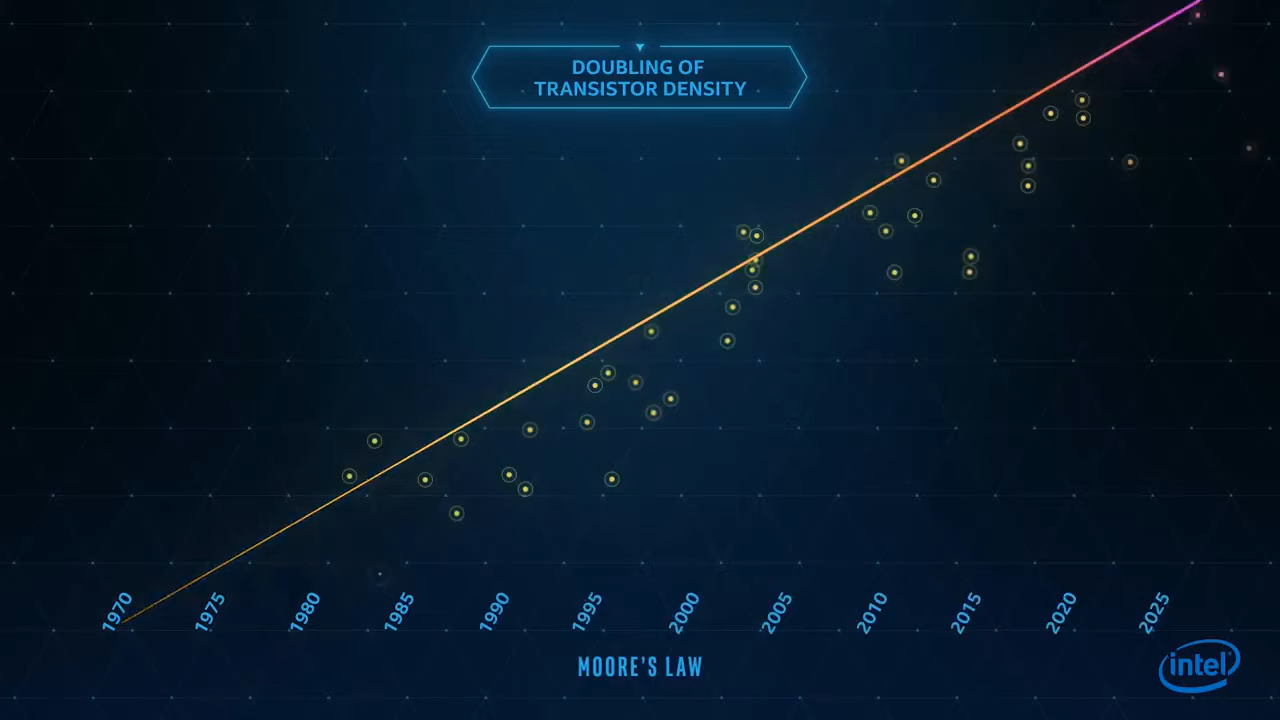 DOUBLING OF
TRANSISTOR DENSITY
1970 1975 1980 1985 1990 1995 2000 2005 2010 2015 2020 2025
MOORE'S LAW
intel